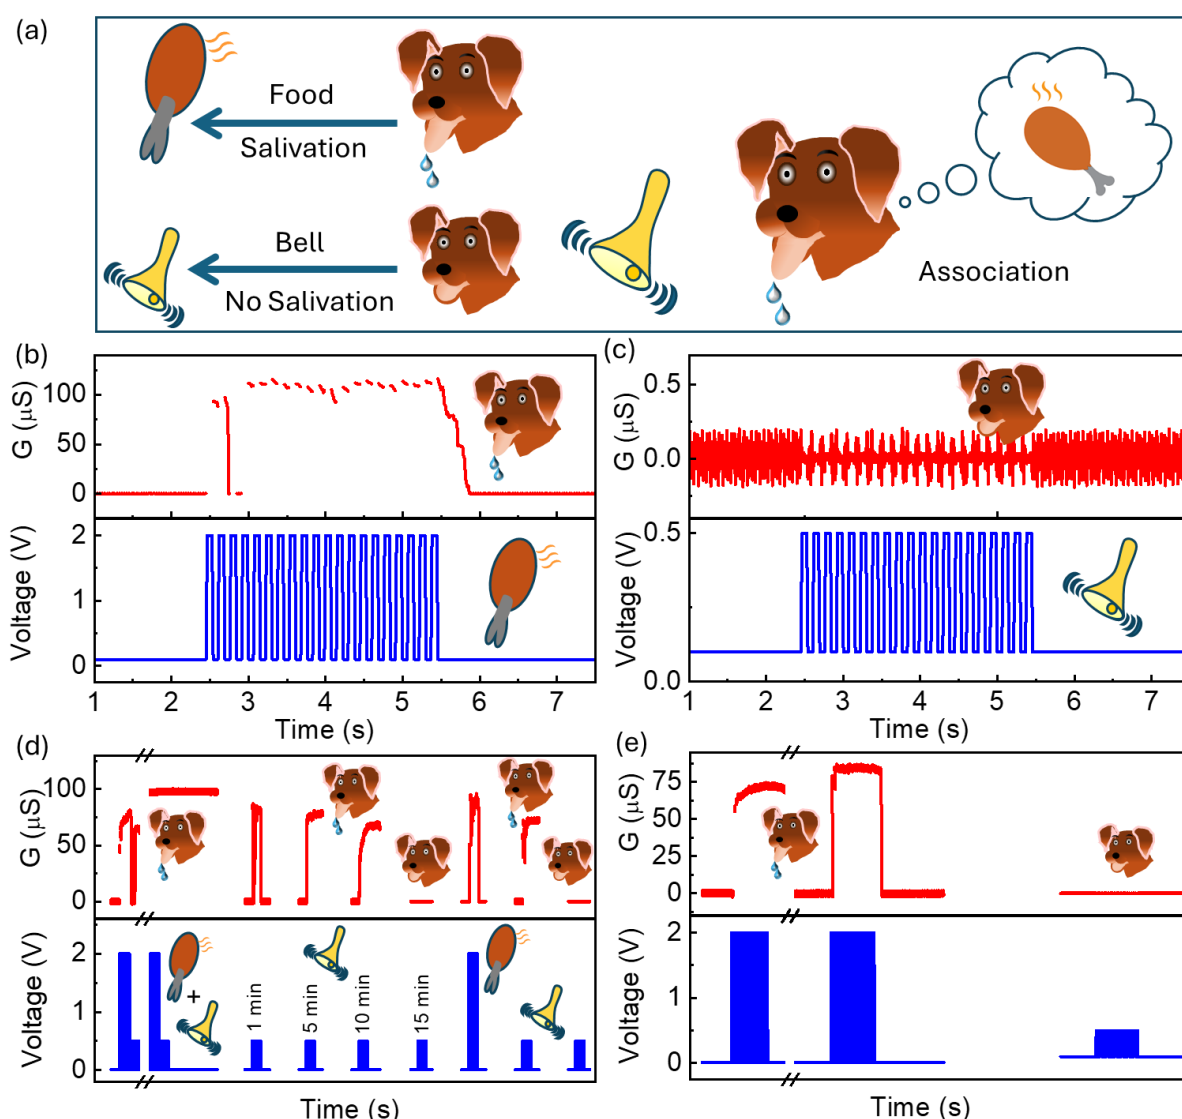 (a)
Food
Salivation
Bell
No Salivation
Association
(b)
G (μS)
100
50
0
Voltage (V)
2
1
0
1 2 3 4 5 6 7
Time (s)
(c)
G (μS)
0.5
0.0
Voltage (V)
0.5
0.0
1 2 3 4 5 6 7
Time (s)
(d)
G (μS)
100
50
0
Voltage (V)
2
1
0
+
1 min
5 min
10 min
15 min
Time (s)
(e)
G (μS)
75
50
25
0
Voltage (V)
2
1
0
Time (s)